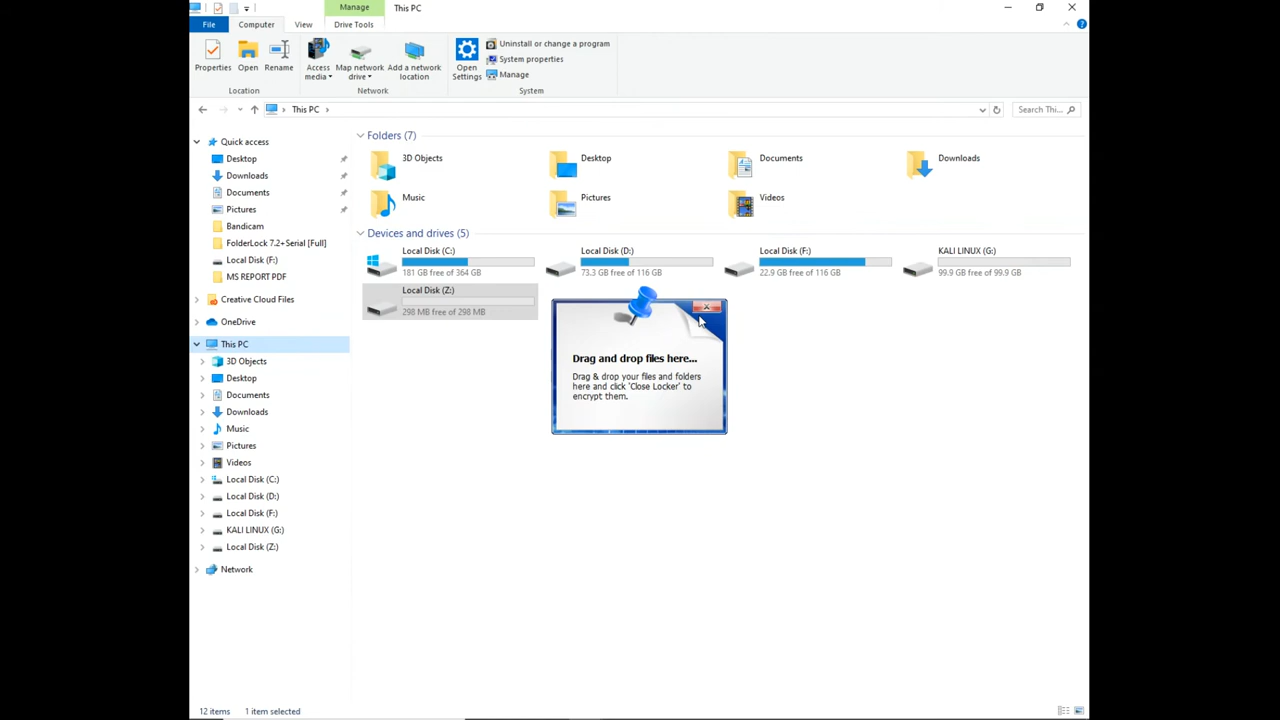 Manage
This PC
File
Computer
View
Drive Tools
Properties
Open
Rename
Access media
Map network drive
Add a network location
Open Settings
Uninstall or change a program
System properties
Manage
Location
Network
System
This PC
Search Thi...
Quick access
Desktop
Downloads
Documents
Pictures
Bandicam
FolderLock 7.2+Serial [Full]
Local Disk (F:)
MS REPORT PDF
Creative Cloud Files
OneDrive
This PC
3D Objects
Desktop
Documents
Downloads
Music
Pictures
Videos
Local Disk (C:)
Local Disk (D:)
Local Disk (F:)
KALI LINUX (G:)
Local Disk (Z:)
Network
Folders (7)
3D Objects
Desktop
Documents
Downloads
Music
Pictures
Videos
Devices and drives (5)
Local Disk (C:)
181 GB free of 364 GB
Local Disk (D:)
73.3 GB free of 116 GB
Local Disk (F:)
22.9 GB free of 116 GB
KALI LINUX (G:)
99.9 GB free of 99.9 GB
Local Disk (Z:)
298 MB free of 298 MB
Drag and drop files here...
Drag & drop your files and folders
here and click 'Close Locker' to
encrypt them.
12 items
1 item selected